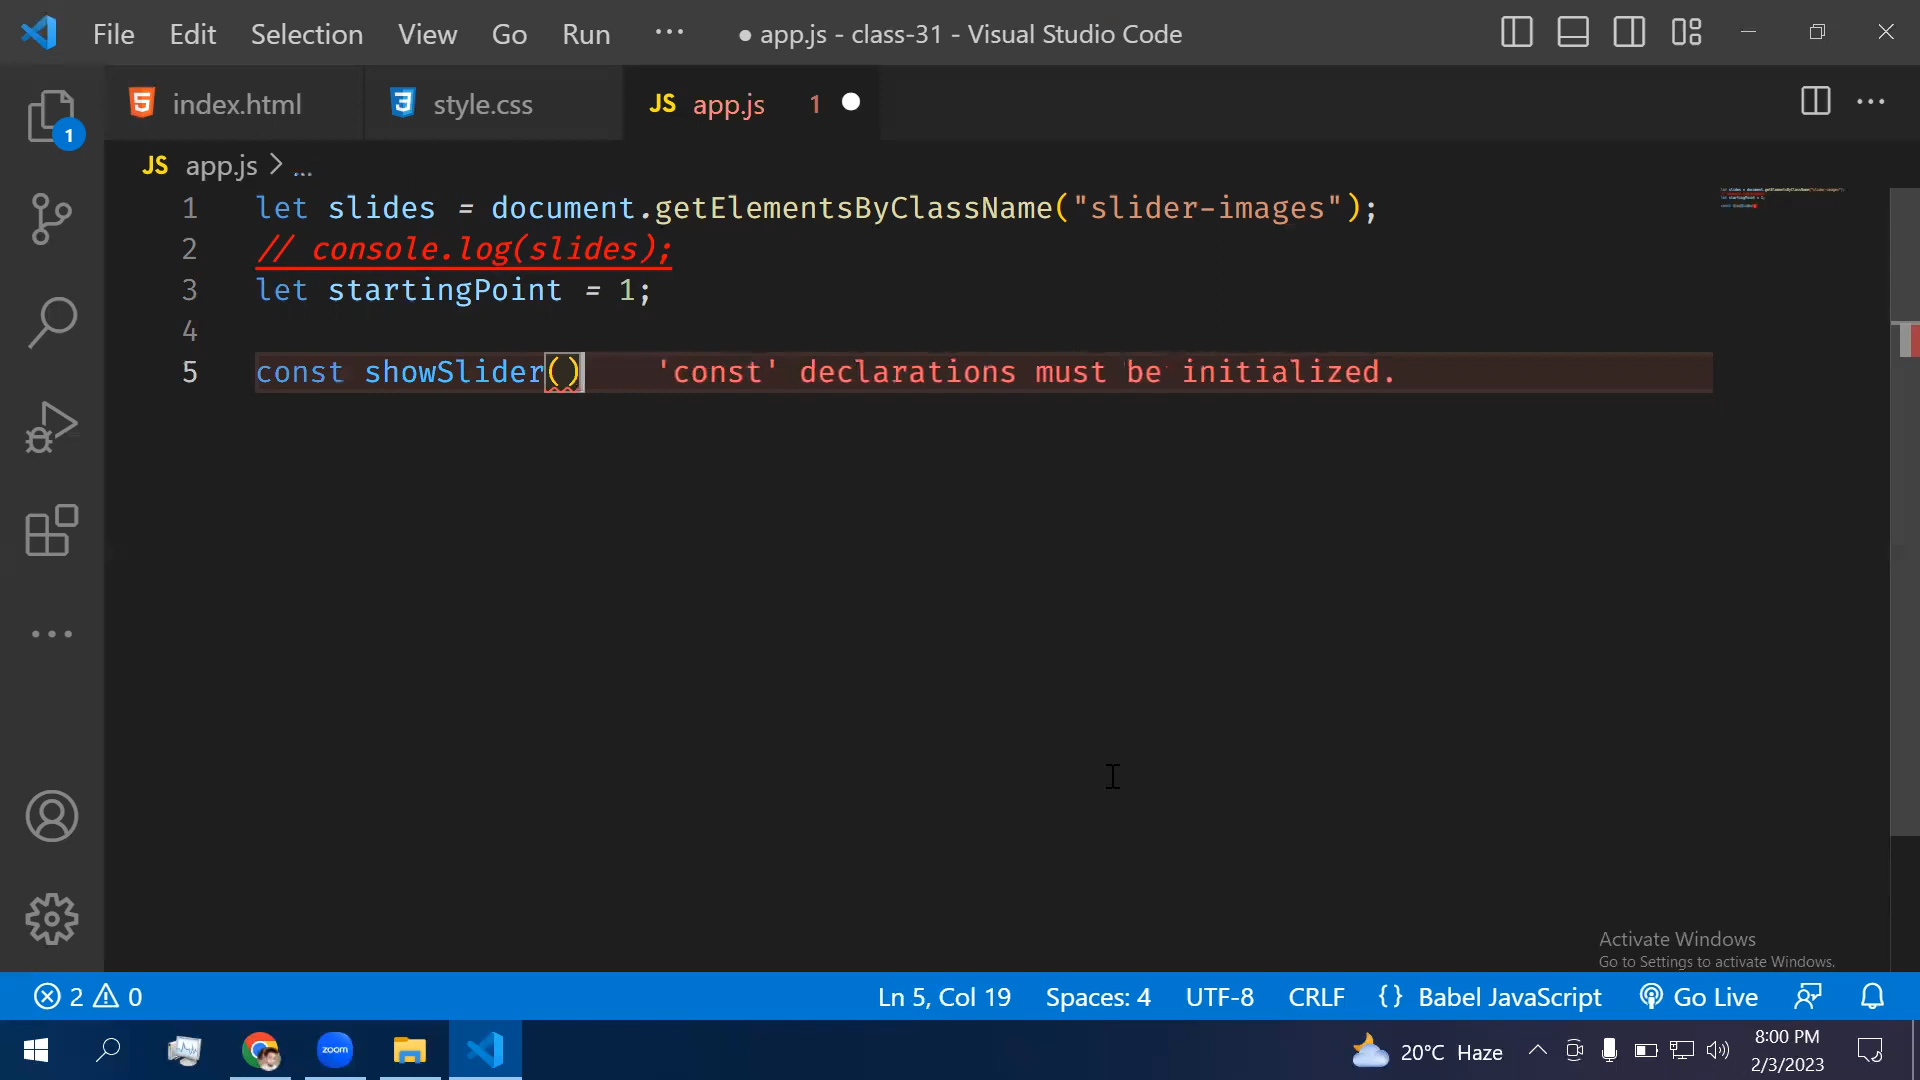 File Edit Selection View Go Run ··· ● app.js - class-31 - Visual Studio Code
index.html style.css JS app.js 1
1
JS app.js > ...
1 let slides = document.getElementsByClassName("slider-images");
2 // console.log(slides);
3 let startingPoint = 1;
4
5 const showSlider() 'const' declarations must be initialized.
Activate Windows
Go to Settings to activate Windows.
2 0 Ln 5, Col 19 Spaces: 4 UTF-8 CRLF {} Babel JavaScript Go Live
zoom 20°C Haze 8:00 PM
2/3/2023